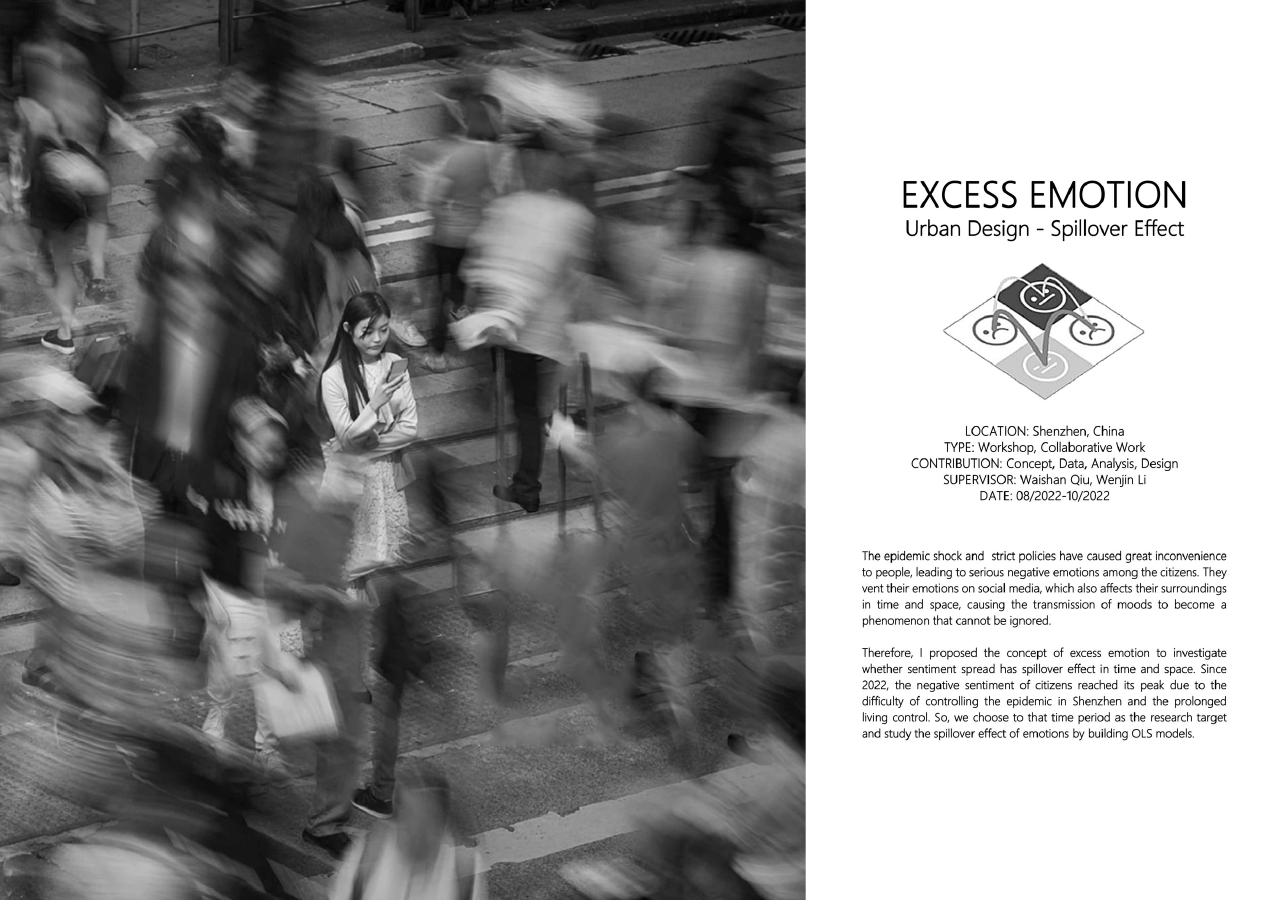 EXCESS EMOTION
Urban Design - Spillover Effect
LOCATION: Shenzhen, China
TYPE: Workshop, Collaborative Work
CONTRIBUTION: Concept, Data, Analysis, Design
SUPERVISOR: Waishan Qiu, Wenjin Li
DATE: 08/2022-10/2022
The epidemic shock and  strict policies have caused great inconvenience
to people, leading to serious negative emotions among the citizens. They
vent their emotions on social media, which also affects their surroundings
in time and space, causing the transmission of moods to become a
phenomenon that cannot be ignored.
Therefore, I proposed the concept of excess emotion to investigate
whether sentiment spread has spillover effect in time and space. Since
2022, the negative sentiment of citizens reached its peak due to the
difficulty of controlling the epidemic in Shenzhen and the prolonged
living control. So, we choose to that time period as the research target
and study the spillover effect of emotions by building OLS models.